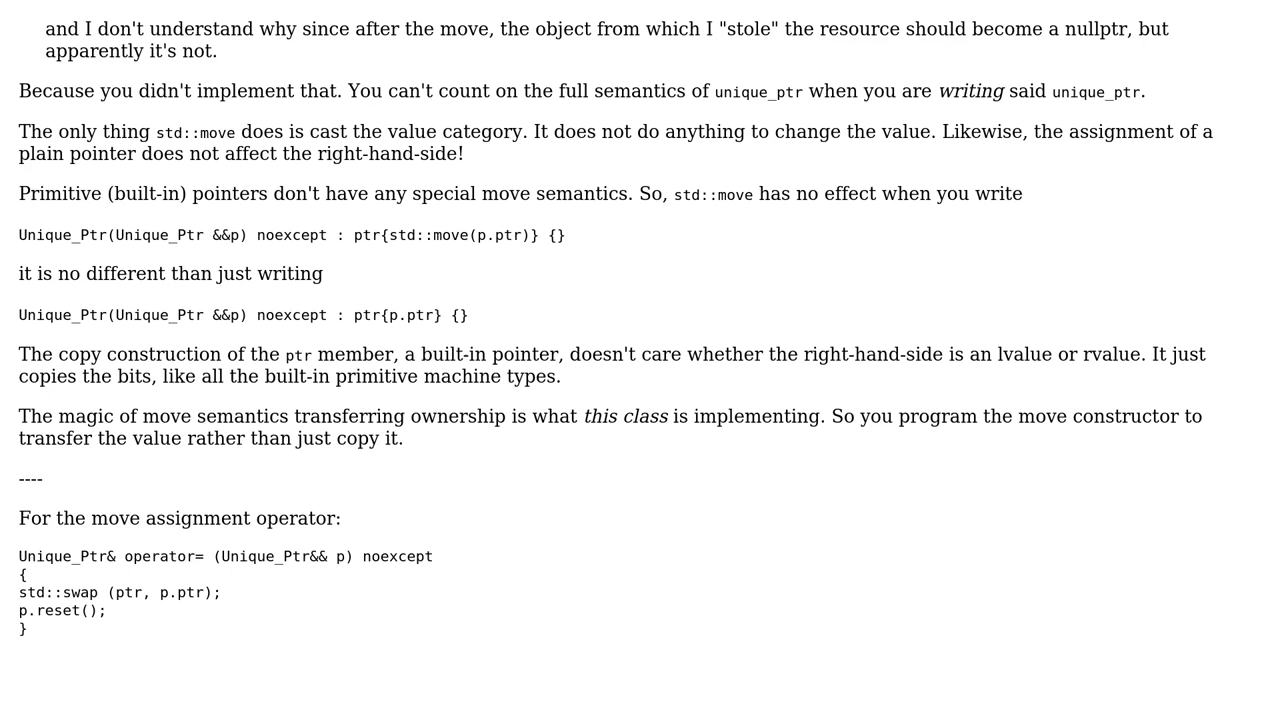 and I don't understand why since after the move, the object from which I "stole" the resource should become a nullptr, but
apparently it's not.
Because you didn't implement that. You can't count on the full semantics of unique_ptr when you are writing said unique_ptr.
The only thing std::move does is cast the value category. It does not do anything to change the value. Likewise, the assignment of a
plain pointer does not affect the right-hand-side!
Primitive (built-in) pointers don't have any special move semantics. So, std::move has no effect when you write
Unique_Ptr(Unique_Ptr &&p) noexcept : ptr{std::move(p.ptr)} {}
it is no different than just writing
Unique_Ptr(Unique_Ptr &&p) noexcept : ptr{p.ptr} {}
The copy construction of the ptr member, a built-in pointer, doesn't care whether the right-hand-side is an lvalue or rvalue. It just
copies the bits, like all the built-in primitive machine types.
The magic of move semantics transferring ownership is what this class is implementing. So you program the move constructor to
transfer the value rather than just copy it.
----
For the move assignment operator:
Unique_Ptr& operator= (Unique_Ptr&& p) noexcept
{
std::swap (ptr, p.ptr);
p.reset();
}